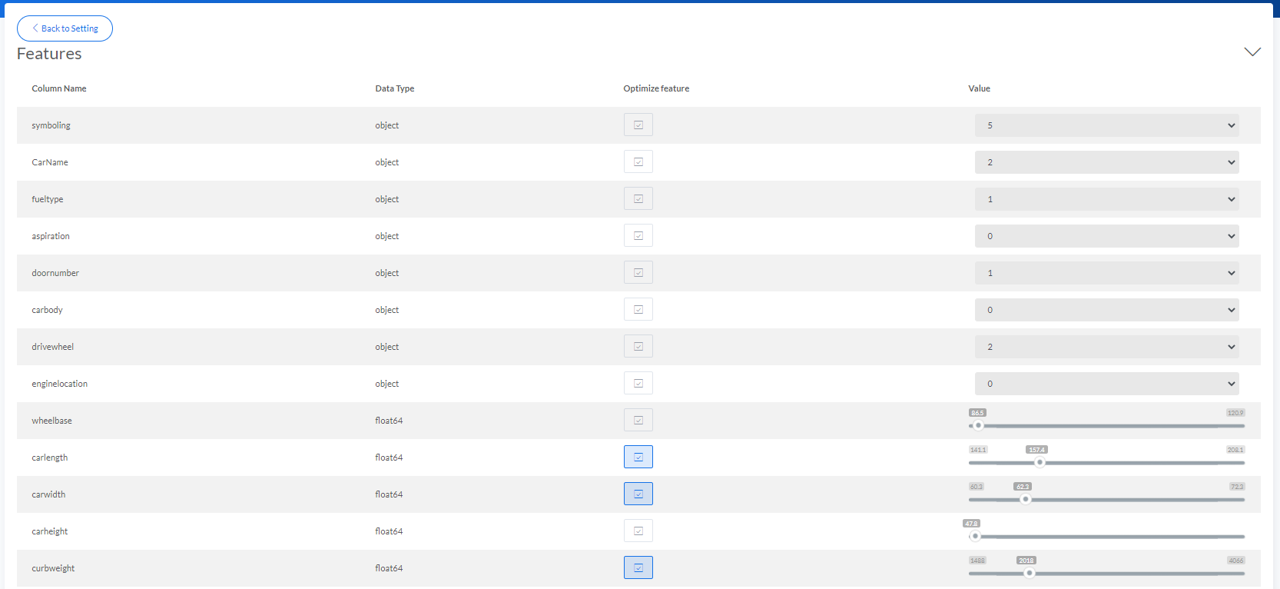 Back to Setting
Features
Column Name Data Type Optimize feature Value
symboling object 5
CarName object 2
fueltype object 1
aspiration object 0
doornumber object 1
carbody object 0
drivewheel object 2
enginelocation object 0
86.5 120.9
wheelbase float64
141.1 157.4 208.1
carlength float64
60.3 62.3 72.3
carwidth float64
47.8
carheight float64
1488 2018 4066
curbweight float64